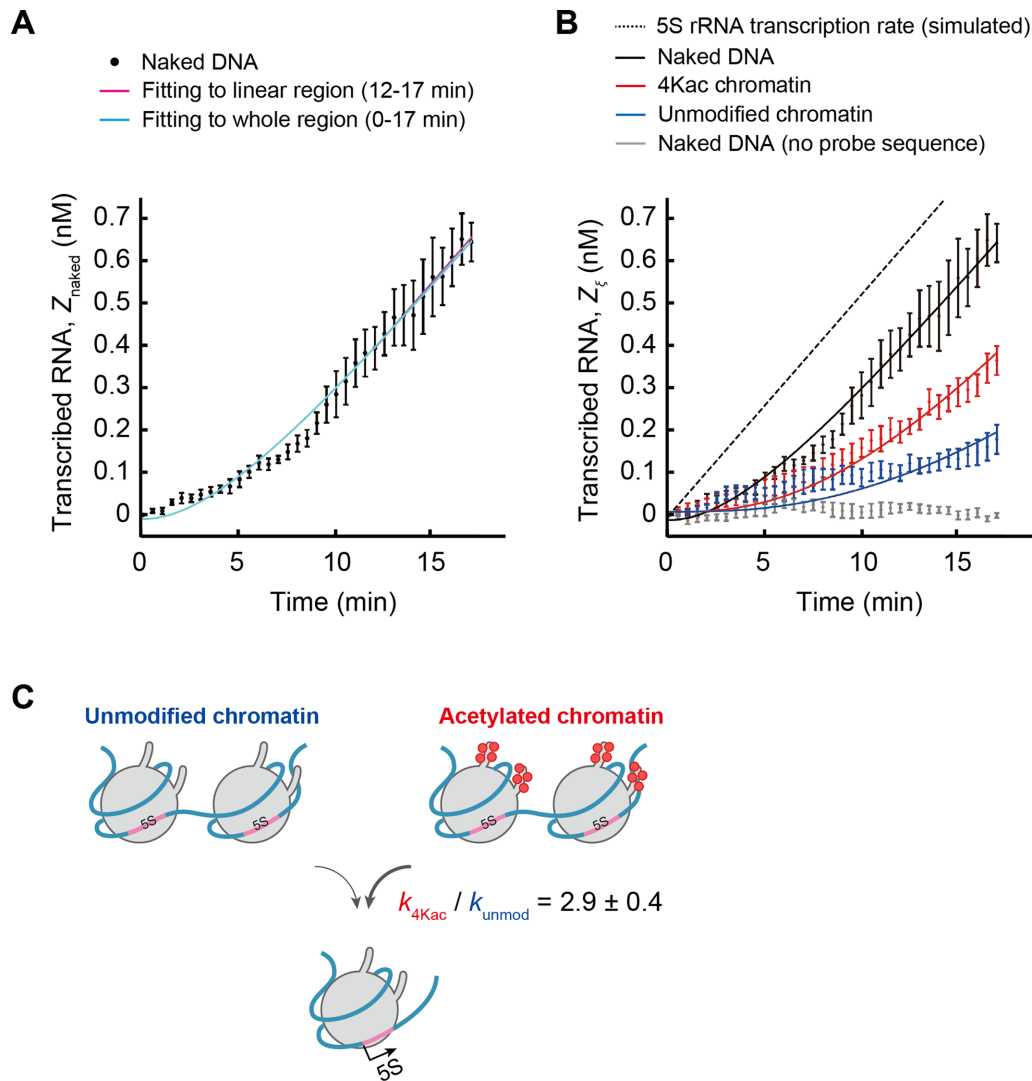 A
Naked DNA
Fitting to linear region (12-17 min)
Fitting to whole region (0-17 min)
Transcribed RNA, Znaked (nM)
0.7
0.6
0.5
0.4
0.3
0.2
0.1
0
0
5
10
15
Time (min)
B
5S rRNA transcription rate (simulated)
Naked DNA
4Kac chromatin
Unmodified chromatin
Naked DNA (no probe sequence)
Transcribed RNA, Zξ (nM)
0.7
0.6
0.5
0.4
0.3
0.2
0.1
0
0
5
10
15
Time (min)
C
Unmodified chromatin
Acetylated chromatin
5S
5S
5S
5S
k4Kac / kunmod = 2.9 ± 0.4
5S